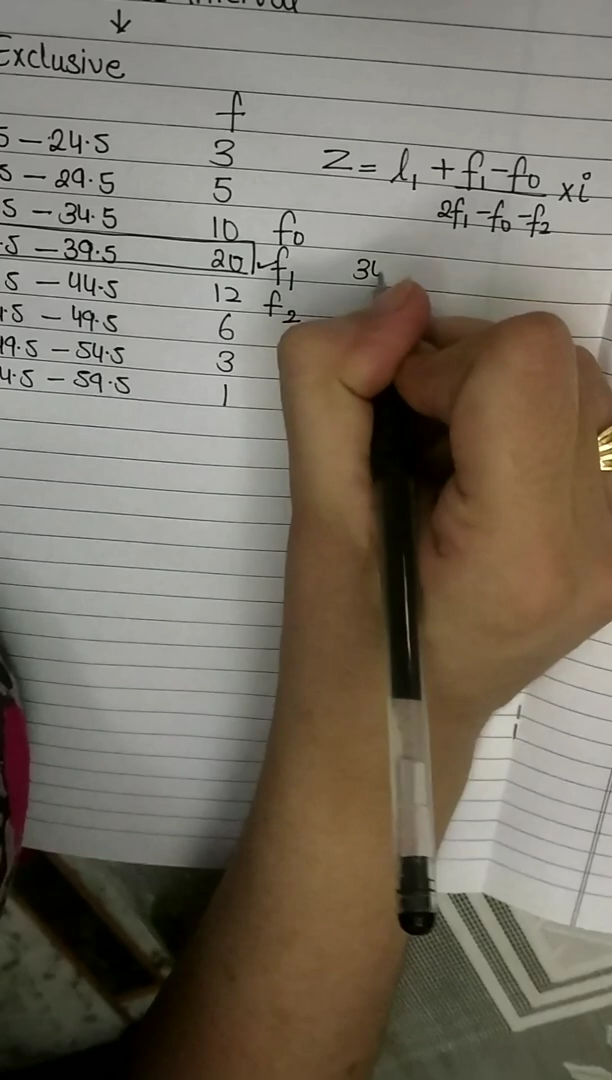 Interval
↓
Exclusive
f
5 – 24.5 3
5 – 29.5 5
5 – 34.5 10 f₀
.5 – 39.5 20 ✓f₁
5 – 44.5 12 f₂
.5 – 49.5 6
49.5 – 54.5 3
4.5 – 59.5 1
Z = l₁ + f₁-f₀ / 2f₁-f₀-f₂ × i
34